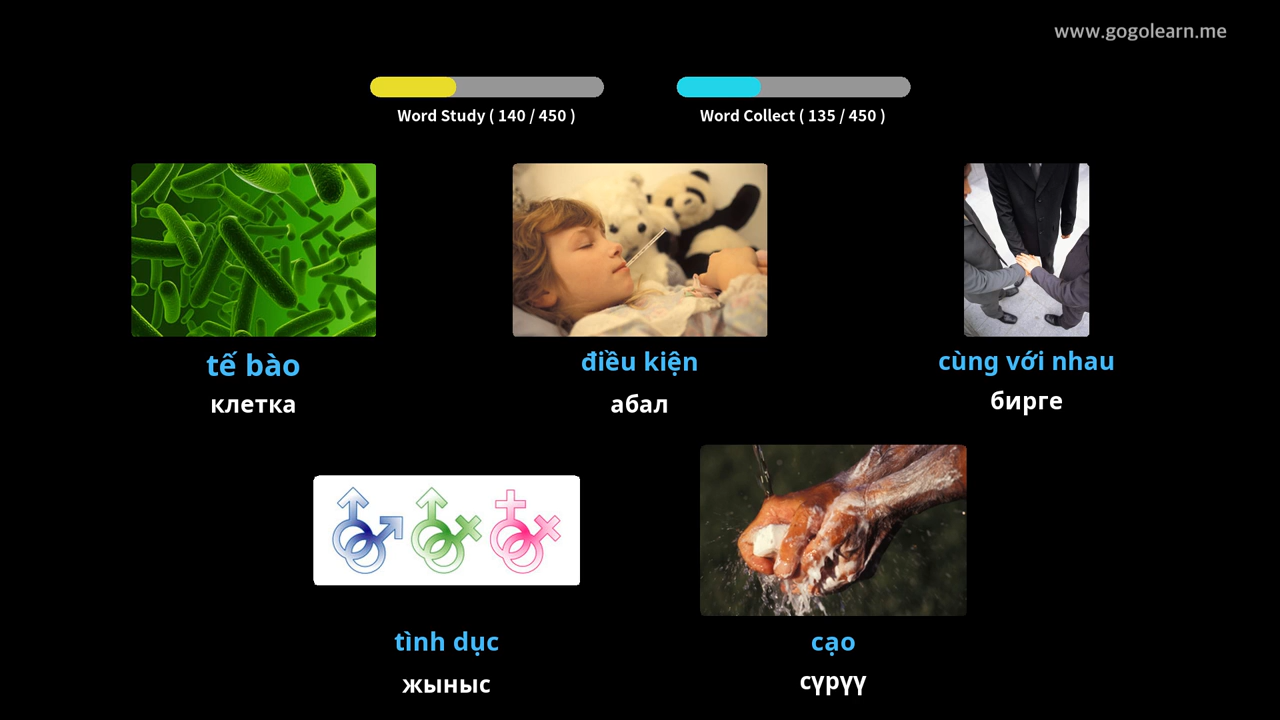 www.gogolearn.me
Word Study ( 140 / 450 )
Word Collect ( 135 / 450 )
tế bào
клетка
điều kiện
абал
cùng với nhau
бирге
tình dục
жыныс
cạo
сүрүү